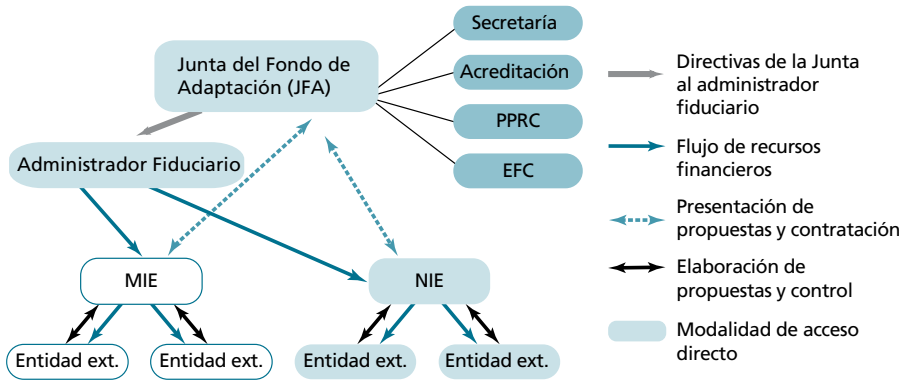 Junta del Fondo de
Adaptación (JFA)
Secretaría
Acreditación
PPRC
EFC
Administrador Fiduciario
MIE
NIE
Entidad ext.
Entidad ext.
Entidad ext.
Entidad ext.
Directivas de la Junta
al administrador
fiduciario
Flujo de recursos
financieros
Presentación de
propuestas y contratación
Elaboración de
propuestas y control
Modalidad de acceso
directo